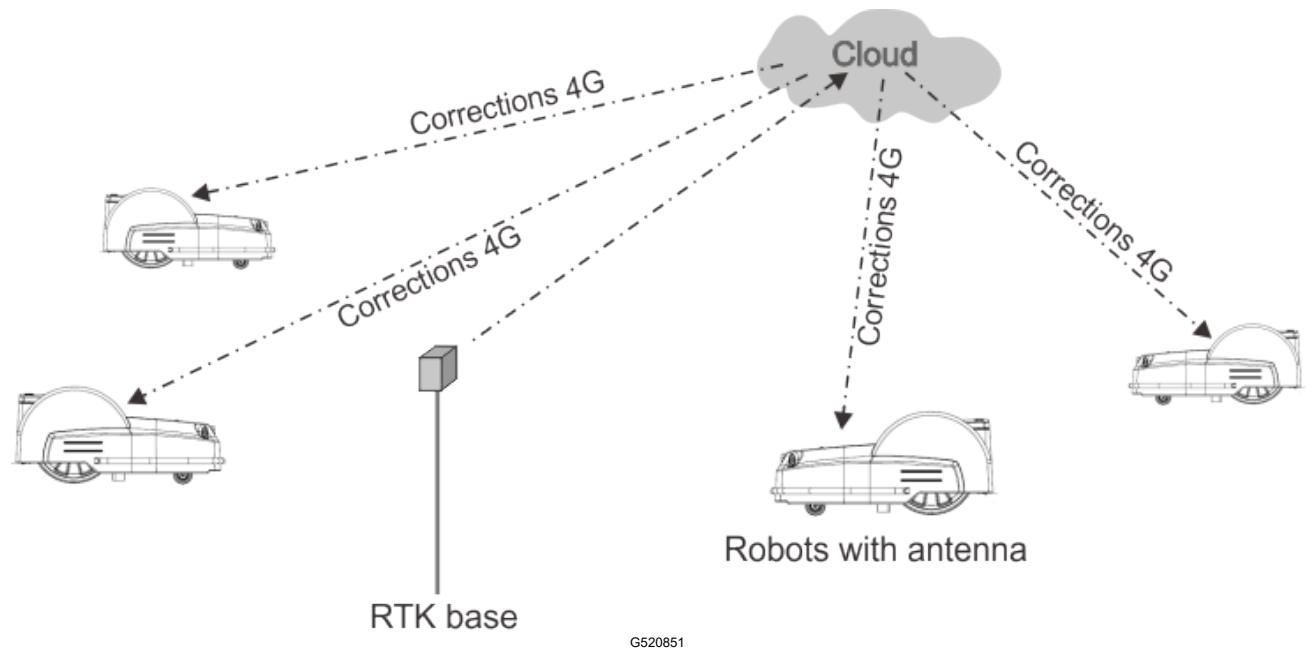 Cloud
Corrections 4G
Corrections 4G
Corrections 4G
Corrections 4G
Robots with antenna
RTK base
G520851